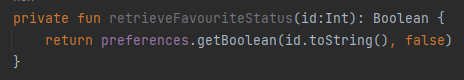 private fun retrieveFavouriteStatus(id:Int): Boolean {
    return preferences.getBoolean(id.toString(), false)
}